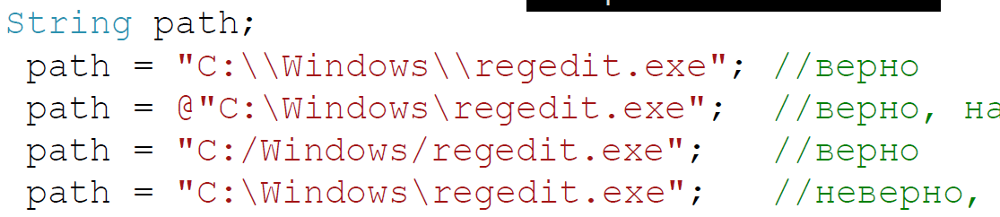 String path;
path = "C:\\Windows\\regedit.exe"; //верно
path = @"C:\Windows\regedit.exe"; //верно, на
path = "C:/Windows/regedit.exe"; //верно
path = "C:\Windows\regedit.exe"; //неверно,